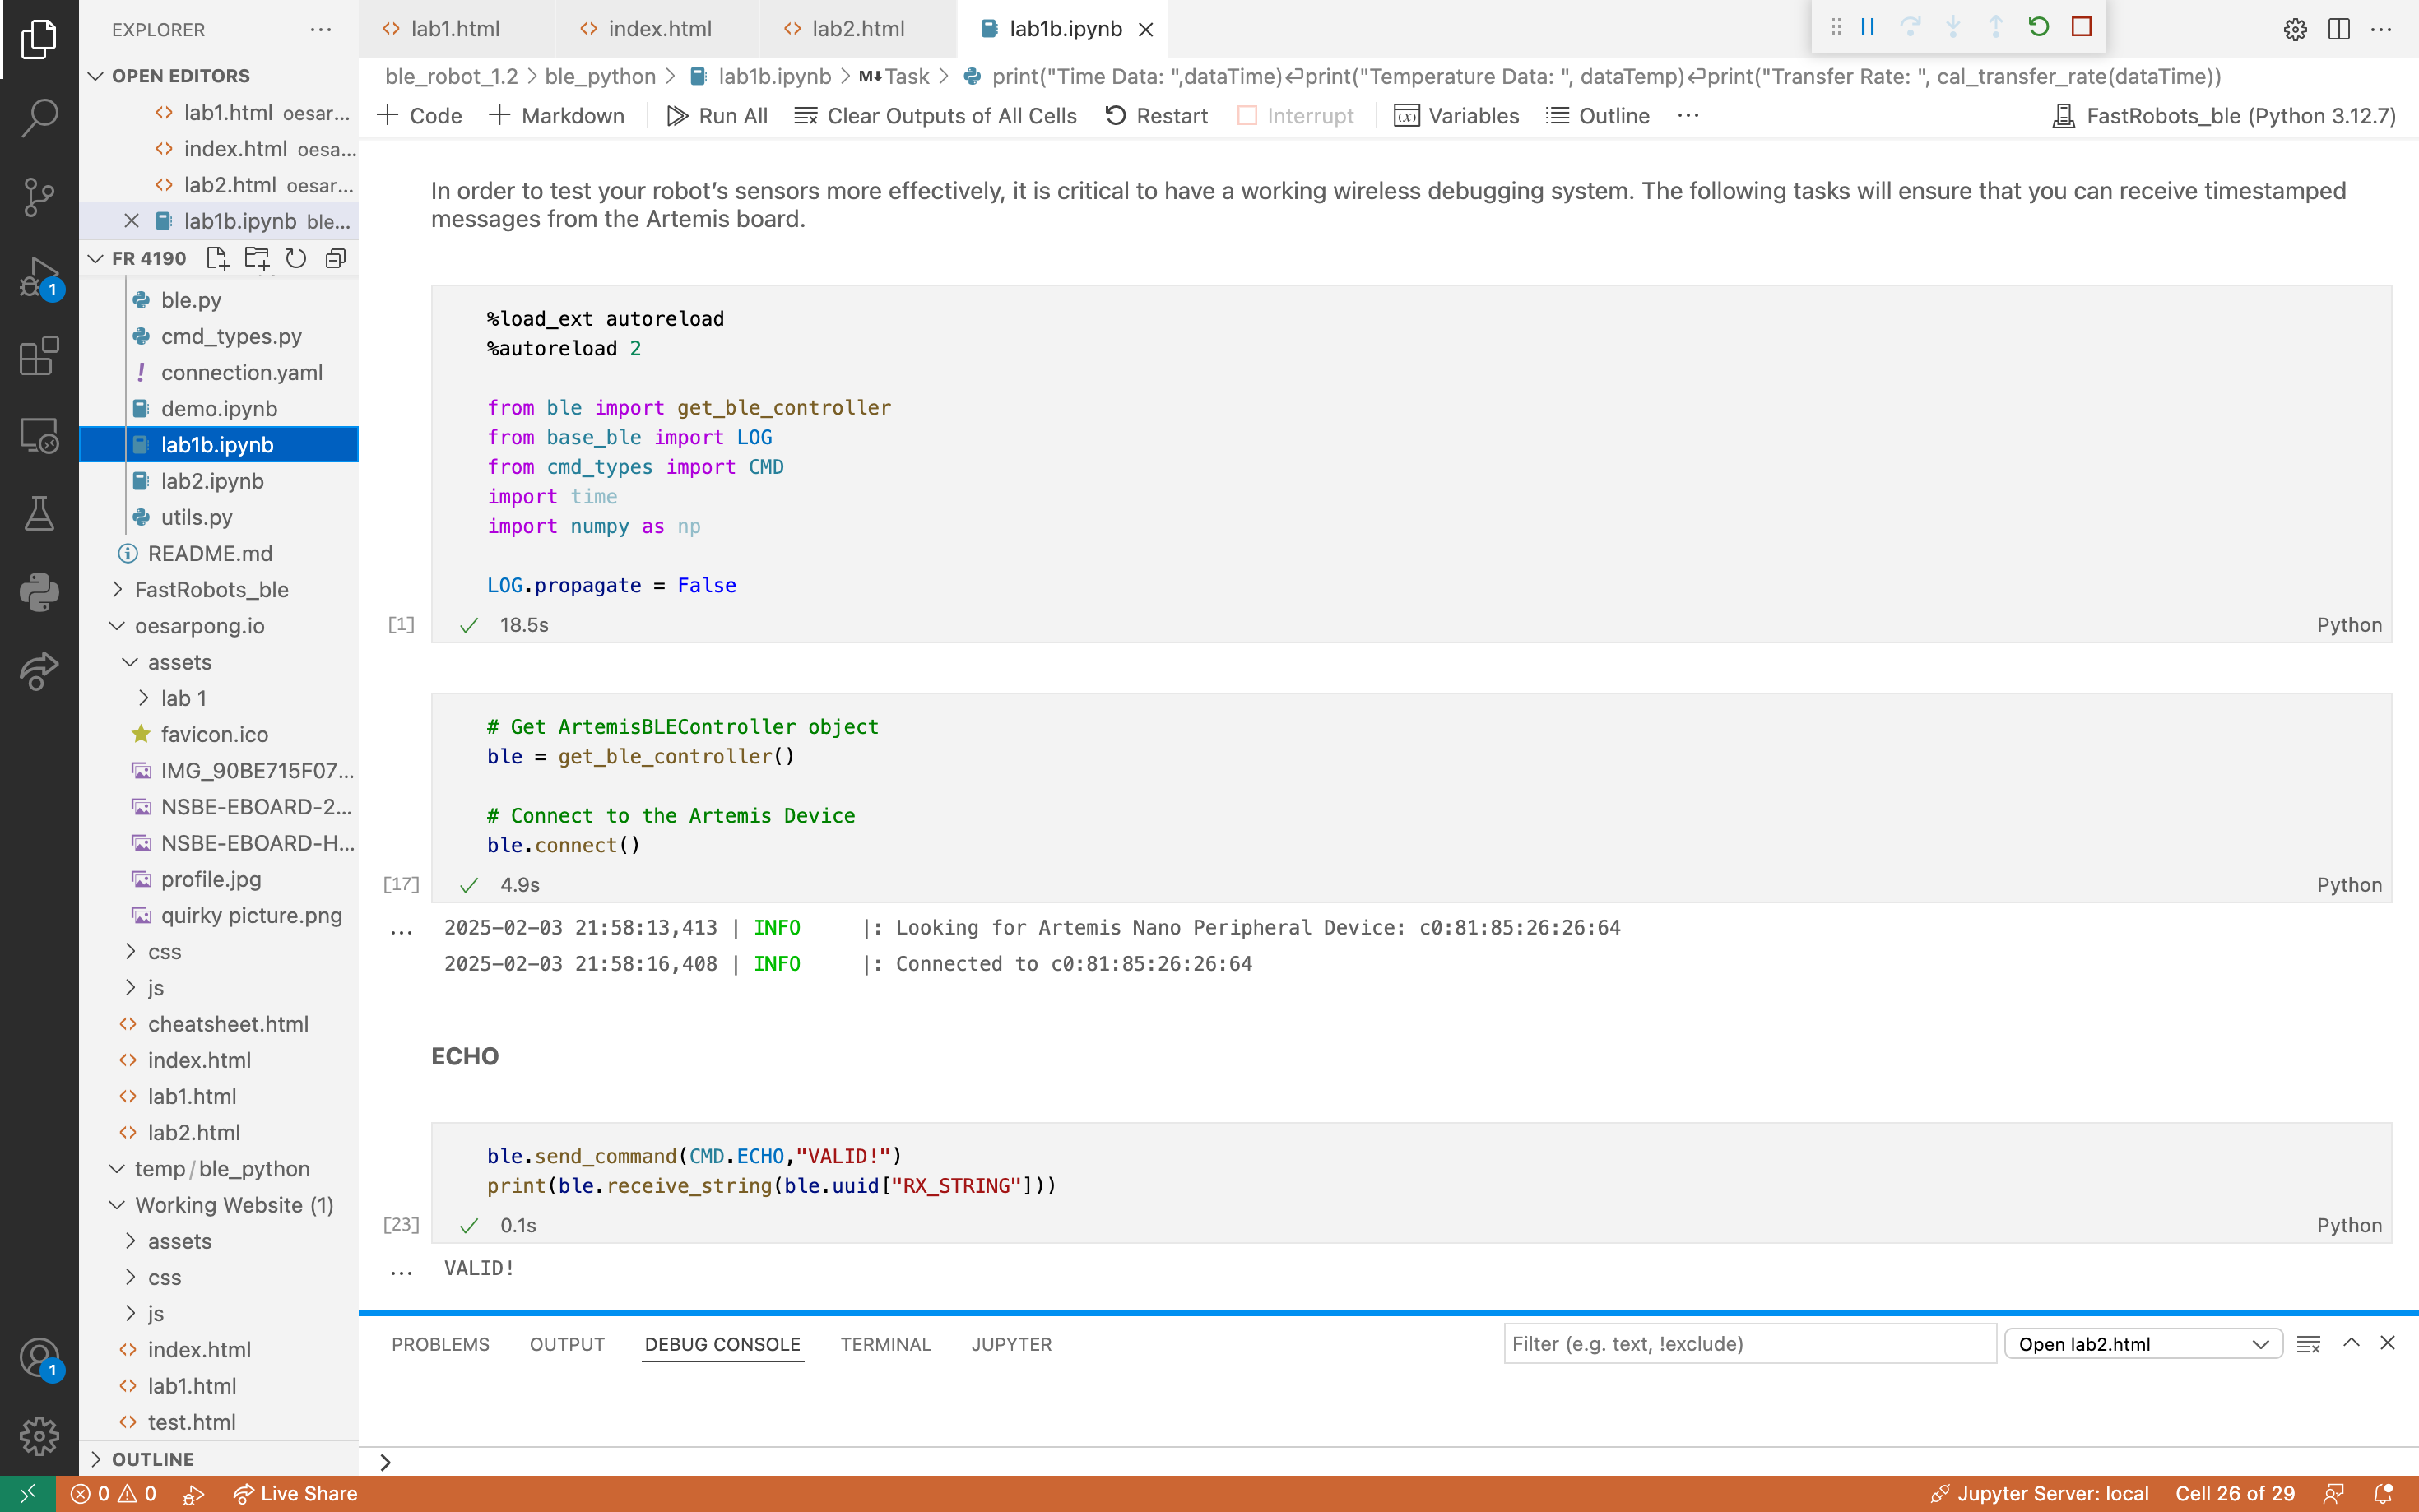 EXPLORER
OPEN EDITORS
lab1.html oesar...
index.html oesa...
lab2.html oesar...
lab1b.ipynb ble...
FR 4190
ble.py
cmd_types.py
connection.yaml
demo.ipynb
lab1b.ipynb
lab2.ipynb
utils.py
README.md
FastRobots_ble
oesarpong.io
assets
lab 1
favicon.ico
IMG_90BE715F07...
NSBE-EBOARD-2...
NSBE-EBOARD-H...
profile.jpg
quirky picture.png
css
js
cheatsheet.html
index.html
lab1.html
lab2.html
temp/ble_python
Working Website (1)
assets
css
js
index.html
lab1.html
test.html
OUTLINE
1
1
lab1.html index.html lab2.html lab1b.ipynb
ble_robot_1.2 > ble_python > lab1b.ipynb > M↓Task > print("Time Data: ",dataTime)↩print("Temperature Data: ", dataTemp)↩print("Transfer Rate: ", cal_transfer_rate(dataTime))
Code Markdown Run All Clear Outputs of All Cells Restart Interrupt Variables Outline ... FastRobots_ble (Python 3.12.7)
In order to test your robot’s sensors more effectively, it is critical to have a working wireless debugging system. The following tasks will ensure that you can receive timestamped
messages from the Artemis board.
%load_ext autoreload
%autoreload 2
from ble import get_ble_controller
from base_ble import LOG
from cmd_types import CMD
import time
import numpy as np
LOG.propagate = False
[1] 18.5s Python
# Get ArtemisBLEController object
ble = get_ble_controller()
# Connect to the Artemis Device
ble.connect()
[17] 4.9s Python
... 2025-02-03 21:58:13,413 | INFO     |: Looking for Artemis Nano Peripheral Device: c0:81:85:26:26:64
2025-02-03 21:58:16,408 | INFO     |: Connected to c0:81:85:26:26:64
ECHO
ble.send_command(CMD.ECHO,"VALID!")
print(ble.receive_string(ble.uuid["RX_STRING"]))
[23] 0.1s Python
... VALID!
PROBLEMS OUTPUT DEBUG CONSOLE TERMINAL JUPYTER Filter (e.g. text, !exclude) Open lab2.html
>
0 0 Live Share Jupyter Server: local Cell 26 of 29